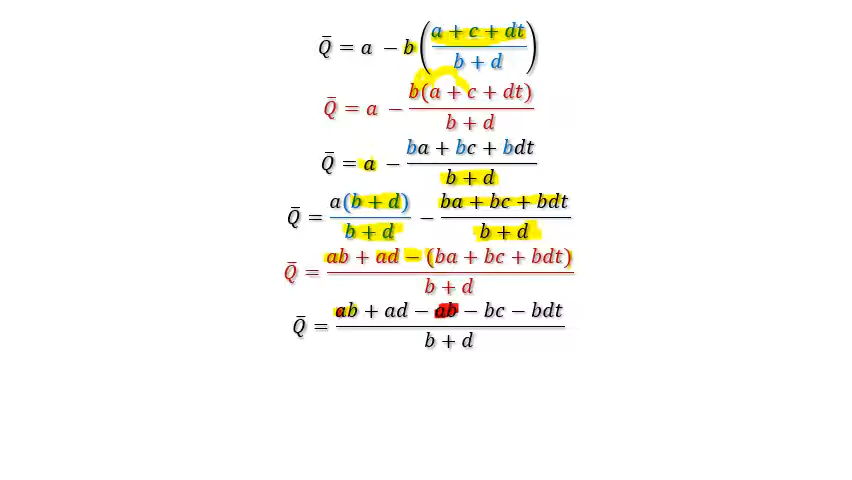 Q̄ = a − b((a + c + dt)/(b + d))
Q̄ = a − (b(a + c + dt))/(b + d)
Q̄ = a − (ba + bc + bdt)/(b + d)
Q̄ = (a(b + d))/(b + d) − (ba + bc + bdt)/(b + d)
Q̄ = (ab + ad − (ba + bc + bdt))/(b + d)
Q̄ = (ab + ad − ab − bc − bdt)/(b + d)